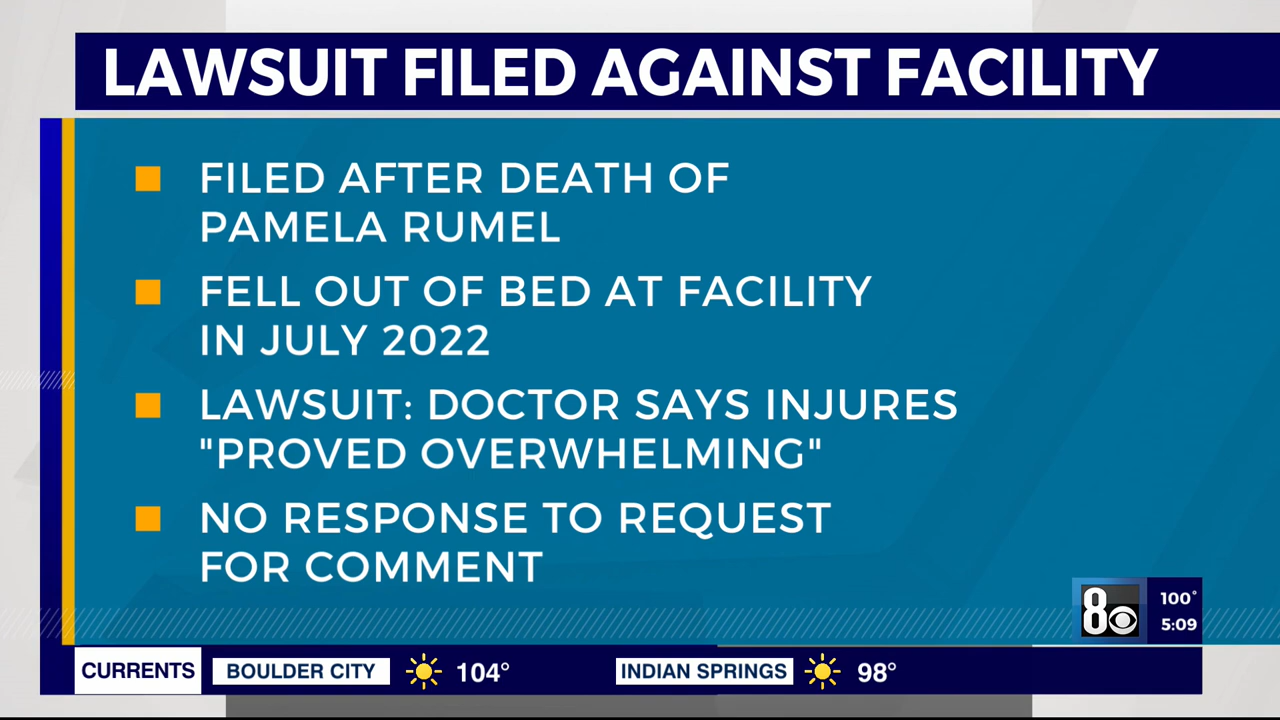 LAWSUIT FILED AGAINST FACILITY
FILED AFTER DEATH OF
PAMELA RUMEL
FELL OUT OF BED AT FACILITY
IN JULY 2022
LAWSUIT: DOCTOR SAYS INJURES
"PROVED OVERWHELMING"
NO RESPONSE TO REQUEST
FOR COMMENT
8
100°
5:09
CURRENTS BOULDER CITY 104° INDIAN SPRINGS 98°